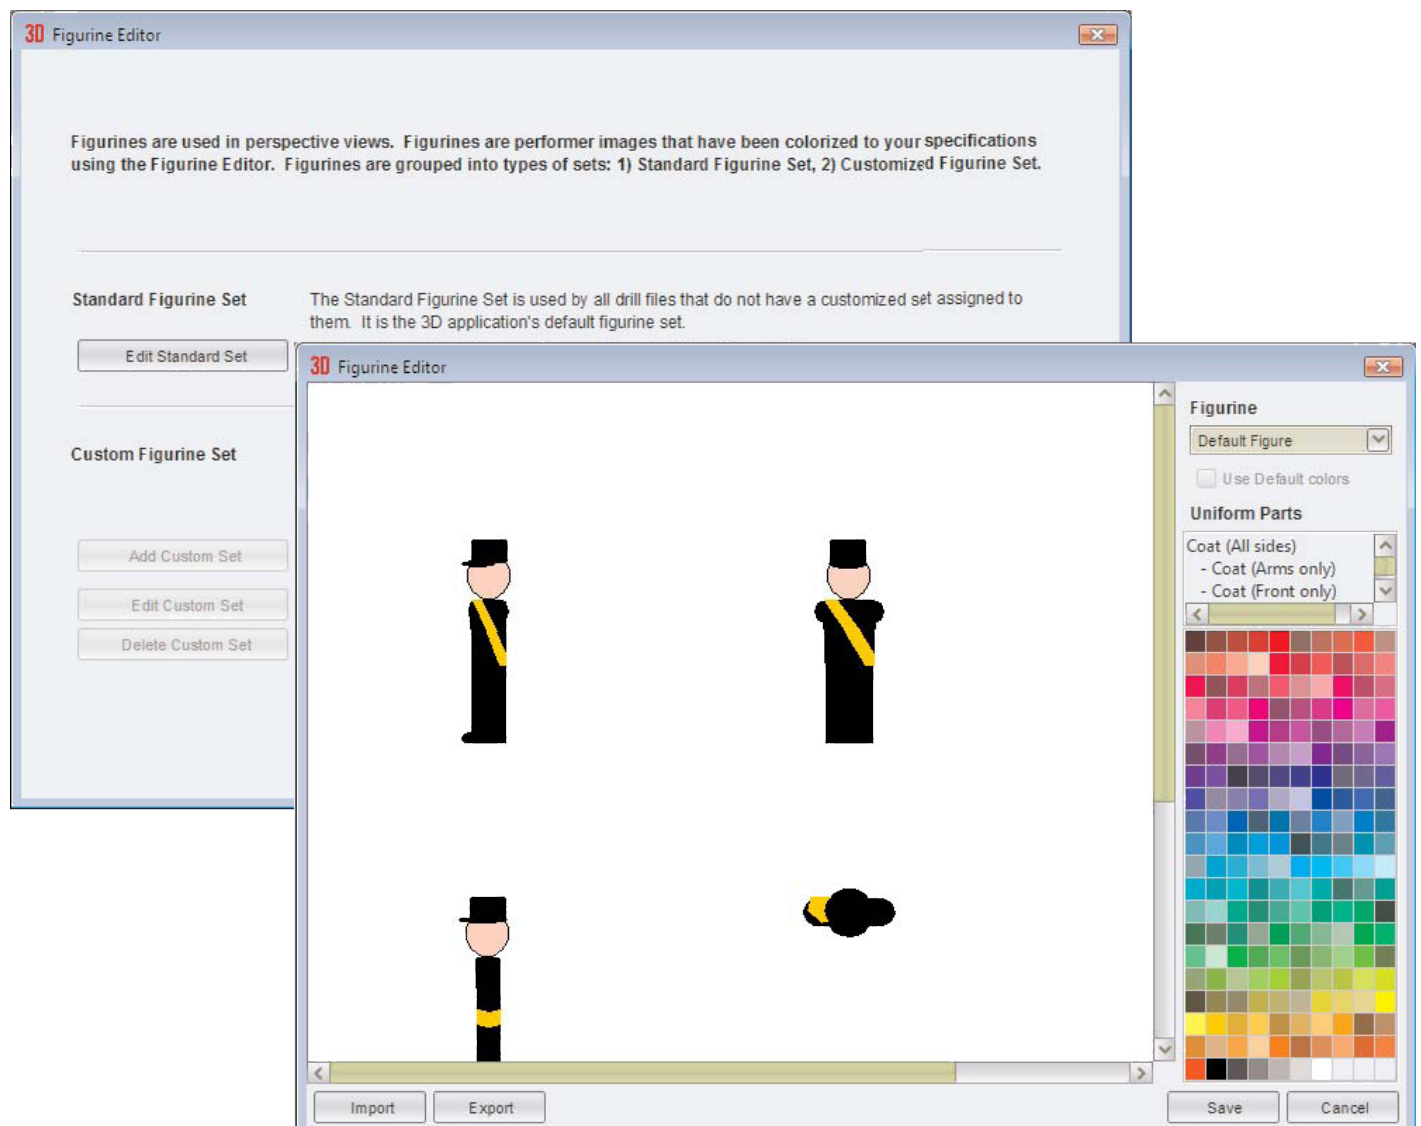 3D Figurine Editor
Figurines are used in perspective views. Figurines are performer images that have been colorized to your specifications
using the Figurine Editor. Figurines are grouped into types of sets: 1) Standard Figurine Set, 2) Customized Figurine Set.
Standard Figurine Set
The Standard Figurine Set is used by all drill files that do not have a customized set assigned to
them. It is the 3D application's default figurine set.
Edit Standard Set
Custom Figurine Set
Add Custom Set
Edit Custom Set
Delete Custom Set
3D Figurine Editor
Figurine
Default Figure
Use Default colors
Uniform Parts
Coat (All sides)
- Coat (Arms only)
- Coat (Front only)
Import
Export
Save
Cancel